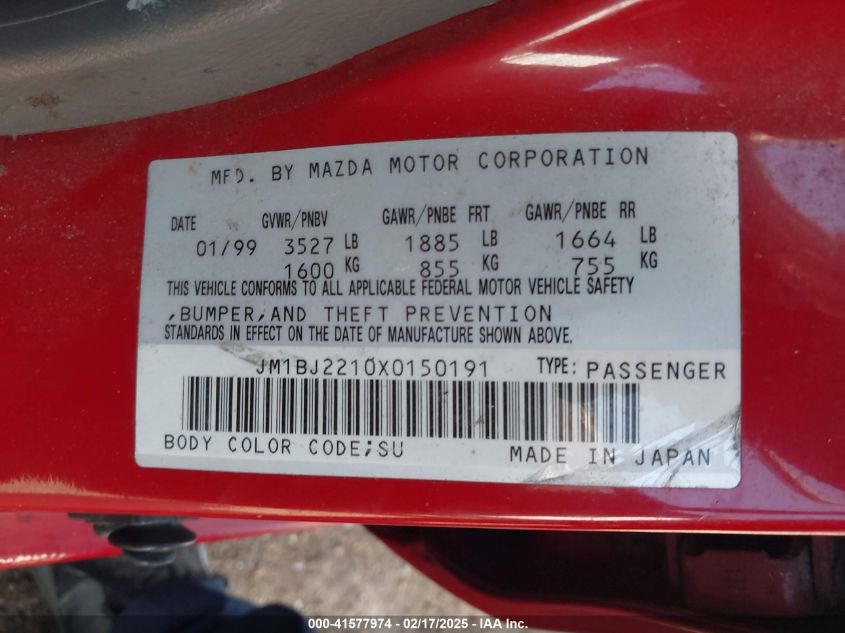 MFD. BY MAZDA MOTOR CORPORATION
DATE GVWR/PNBV GAWR/PNBE FRT GAWR/PNBE RR
01/99 3527 LB 1885 LB 1664 LB
1600 KG 855 KG 755 KG
THIS VEHICLE CONFORMS TO ALL APPLICABLE FEDERAL MOTOR VEHICLE SAFETY
,BUMPER,AND THEFT PREVENTION
STANDARDS IN EFFECT ON THE DATE OF MANUFACTURE SHOWN ABOVE.
JM1BJ2210X0150191 TYPE: PASSENGER
BODY COLOR CODE;SU MADE IN JAPAN
000-41577974 - 02/17/2025 - IAA Inc.